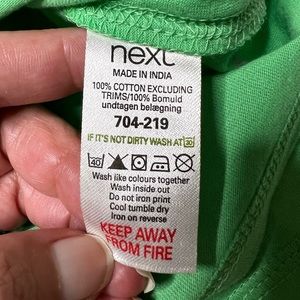 next
MADE IN INDIA
100% COTTON EXCLUDING
TRIMS/100% Bomuld
undtagen belægning
704-219
IF IT'S NOT DIRTY WASH AT 30
40
Wash like colours together
Wash inside out
Do not iron print
Cool tumble dry
Iron on reverse
KEEP AWAY
FROM FIRE